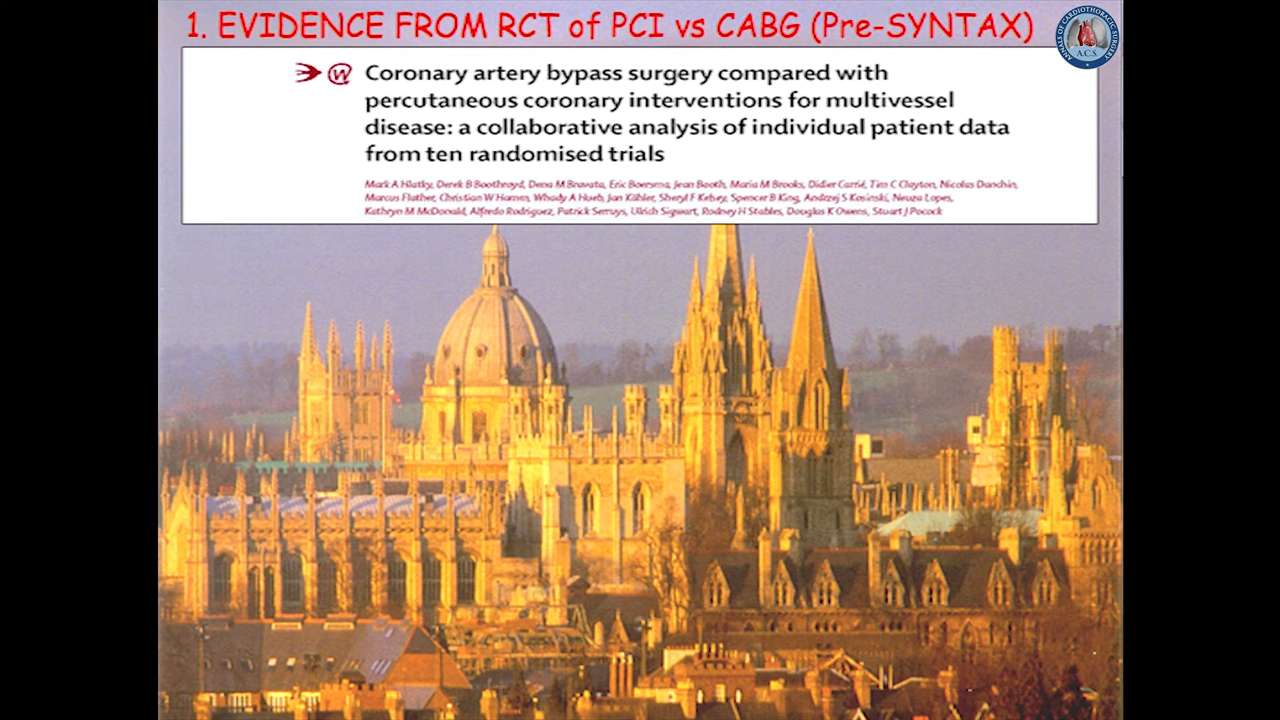 1. EVIDENCE FROM RCT of PCI vs CABG (Pre-SYNTAX)
Coronary artery bypass surgery compared with
percutaneous coronary interventions for multivessel
disease: a collaborative analysis of individual patient data
from ten randomised trials
Mark A Hlatky, Derek B Boothroyd, Dena M Bravata, Eric Boersma, Jean Booth, Maria M Brooks, Didier Carrié, Tim C Clayton, Nicolas Danchin,
Marcus Flather, Christian W Hamm, Whady A Hueb, Jan Kähler, Sheryl F Kelsey, Spencer B King, Andrzej S Kosinski, Neuza Lopes,
Kathryn M McDonald, Alfredo Rodriguez, Patrick Serruys, Ulrich Sigwart, Rodney H Stables, Douglas K Owens, Stuart J Pocock
ANNALS OF CARDIOTHORACIC SURGERY
A.C.S.